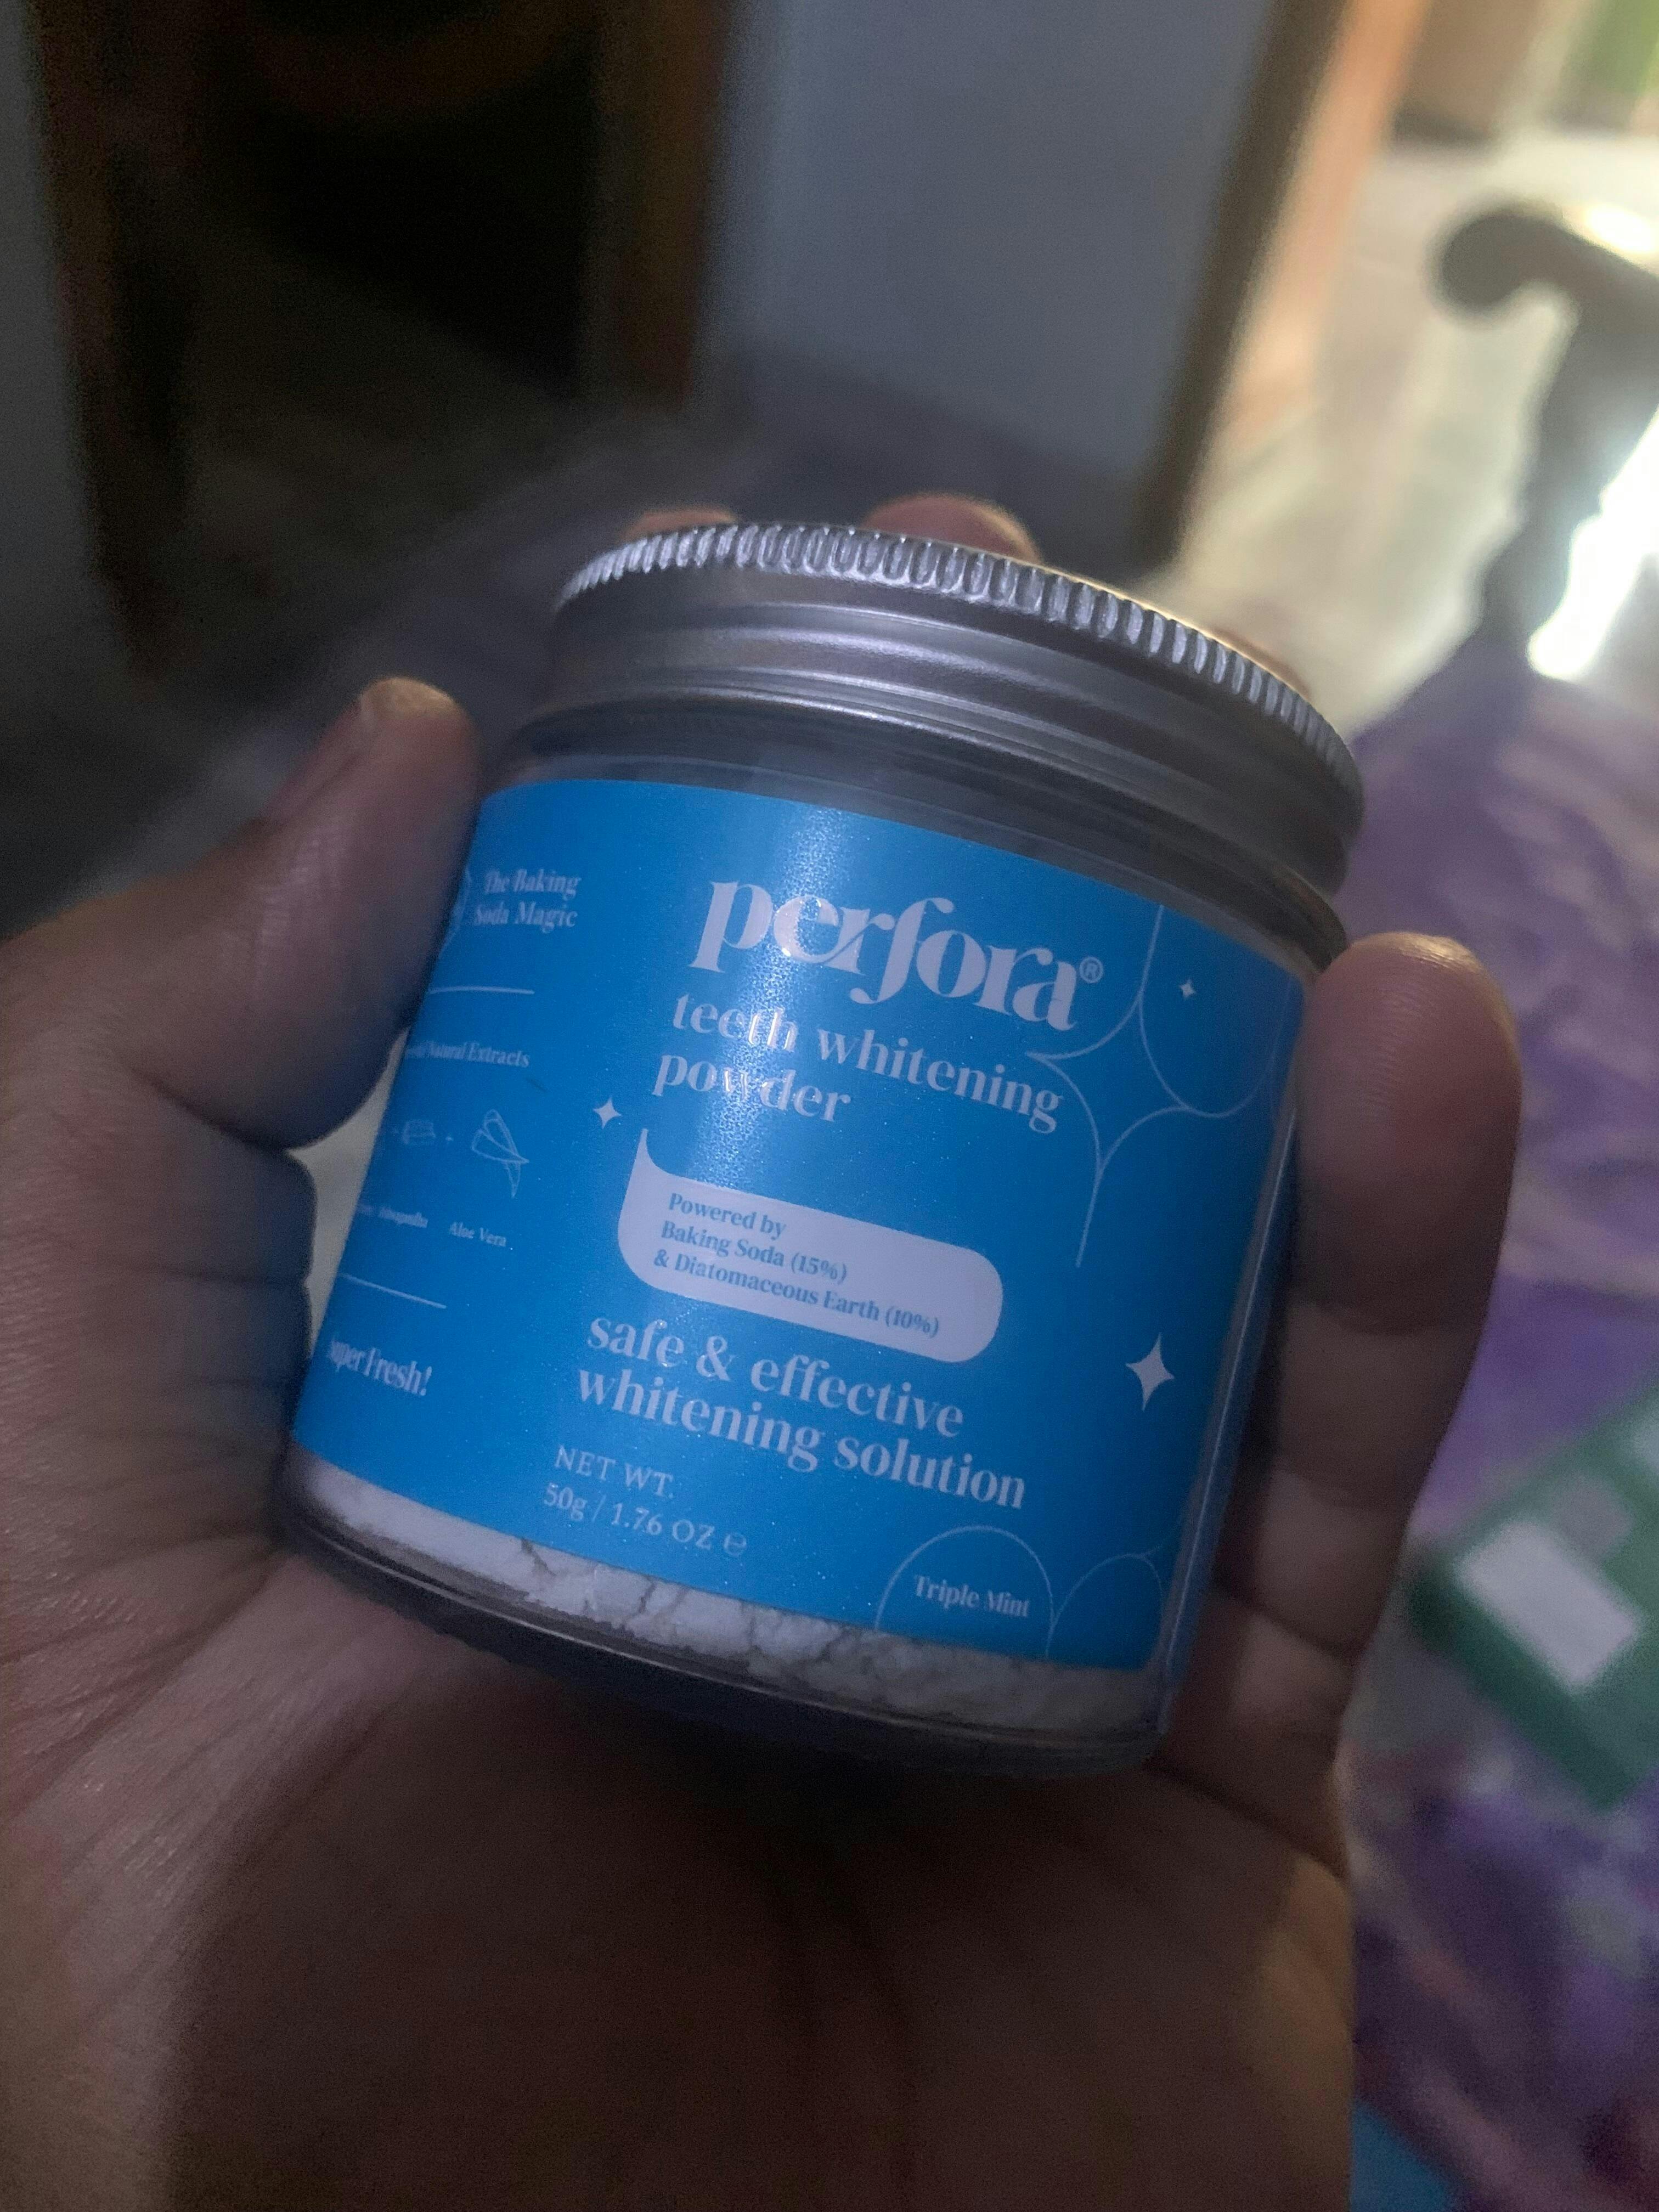 The Baking
Soda Magic
Natural Extracts
Aloe Vera
Fresh!
perfora®
teeth whitening
powder
Powered by
Baking Soda (15%)
& Diatomaceous Earth (10%)
safe & effective
whitening solution
NET WT.
50g / 1.76 OZ ℮
Triple Mint